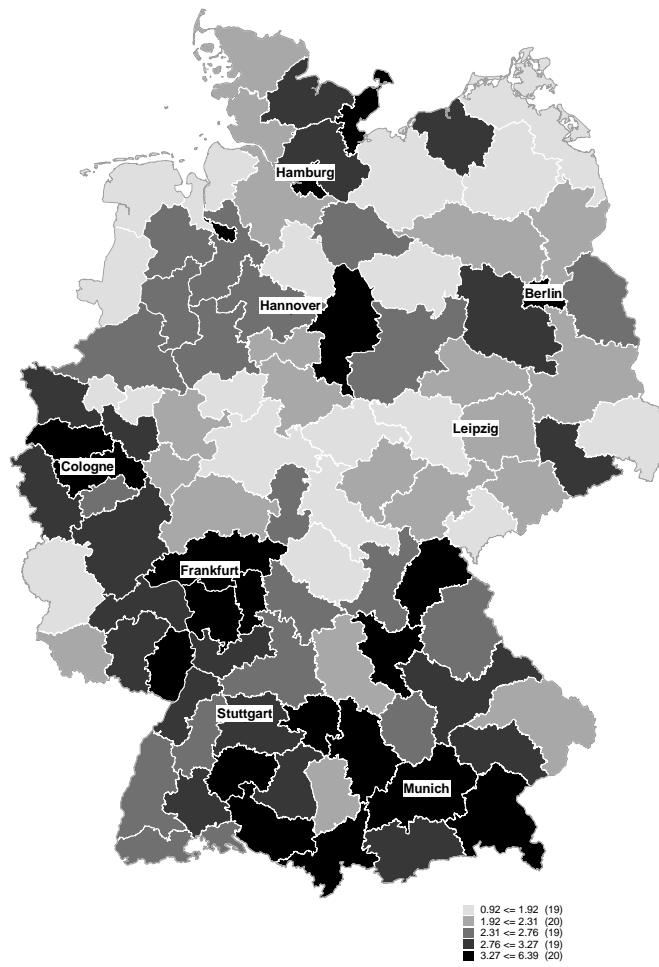 Hamburg
Berlin
Hannover
Leipzig
Cologne
Frankfurt
Stuttgart
Munich
0.92 <= 1.92 (19)
1.92 <= 2.31 (20)
2.31 <= 2.76 (19)
2.76 <= 3.27 (19)
3.27 <= 6.39 (20)